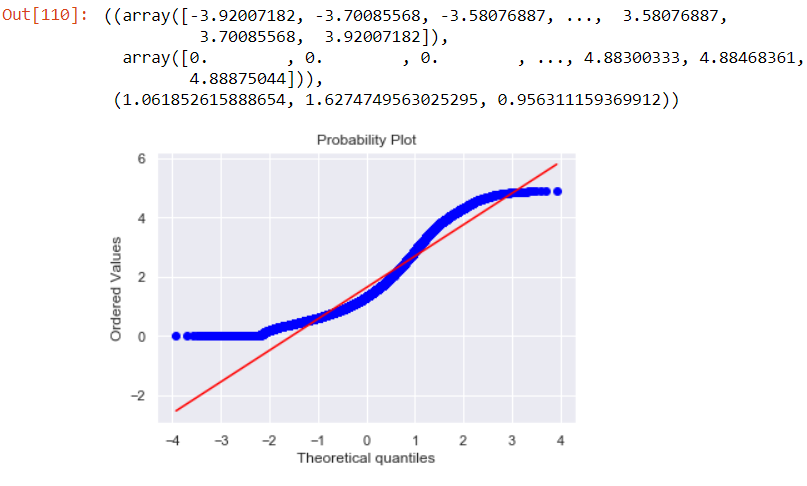 Out[110]: ((array([-3.92007182, -3.70085568, -3.58076887, ..., 3.58076887,
3.70085568, 3.92007182]),
array([0. , 0. , 0. , ..., 4.88300333, 4.88468361,
4.88875044])),
(1.061852615888654, 1.6274749563025295, 0.956311159369912))
Probability Plot
6
4
2
0
−2
Ordered Values
−4 −3 −2 −1 0 1 2 3 4
Theoretical quantiles